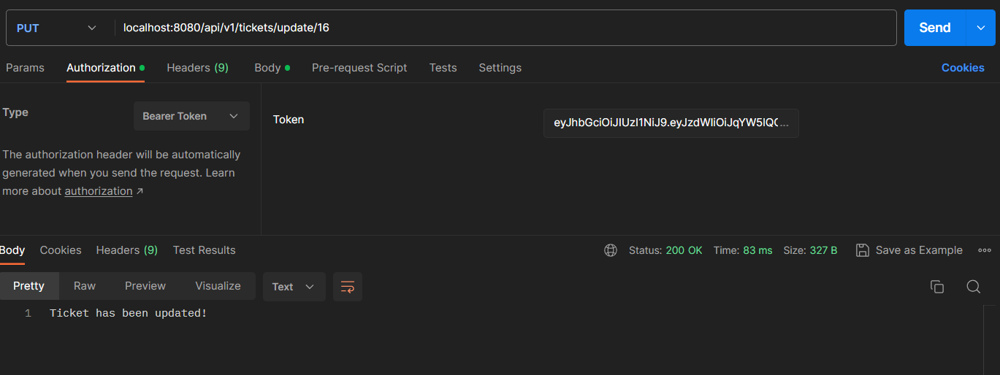 PUT localhost:8080/api/v1/tickets/update/16 Send
Params Authorization Headers (9) Body Pre-request Script Tests Settings Cookies
Type Bearer Token Token eyJhbGciOiJIUzI1NiJ9.eyJzdWIiOiJqYW5lQ...
The authorization header will be automatically
generated when you send the request. Learn
more about authorization ↗
Body Cookies Headers (9) Test Results Status: 200 OK Time: 83 ms Size: 327 B Save as Example
Pretty Raw Preview Visualize Text
1 Ticket has been updated!